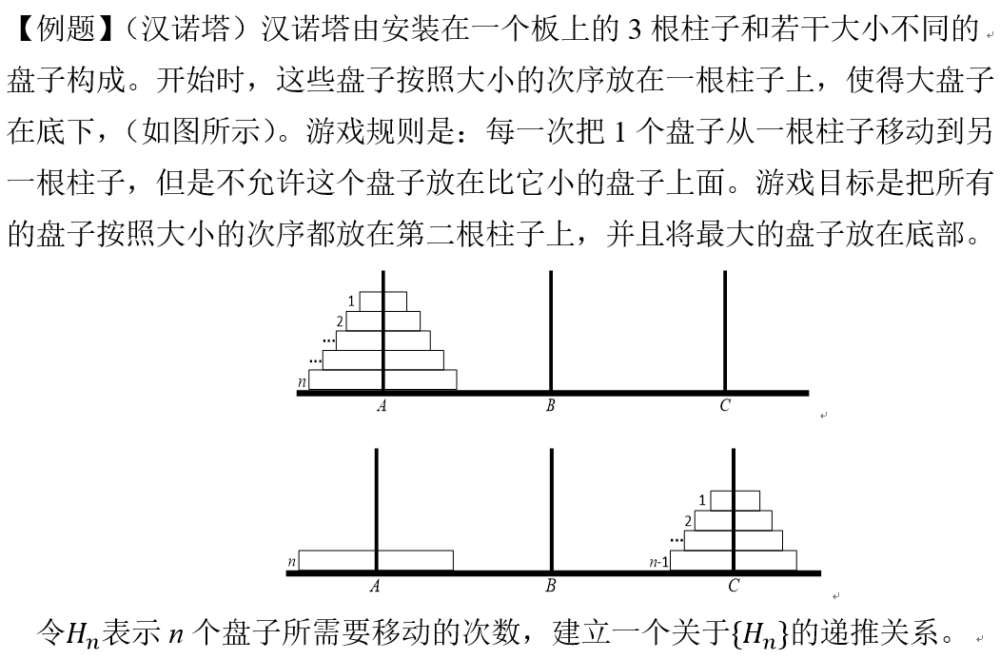 【例题】（汉诺塔）汉诺塔由安装在一个板上的 3 根柱子和若干大小不同的
盘子构成。开始时，这些盘子按照大小的次序放在一根柱子上，使得大盘子
在底下，（如图所示）。游戏规则是：每一次把 1 个盘子从一根柱子移动到另
一根柱子，但是不允许这个盘子放在比它小的盘子上面。游戏目标是把所有
的盘子按照大小的次序都放在第二根柱子上，并且将最大的盘子放在底部。
1
2
...
...
n
A B C
1
2
...
n n-1
A B C
令Hₙ表示 n 个盘子所需要移动的次数，建立一个关于{Hₙ}的递推关系。